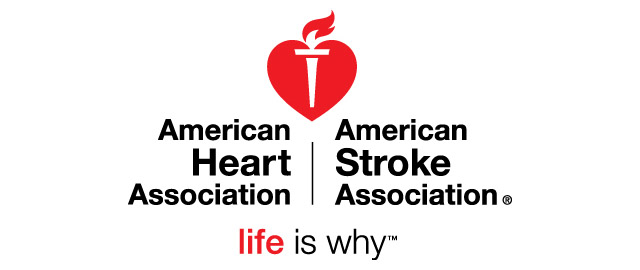 American
Heart
Association
American
Stroke
Association®
life is why™